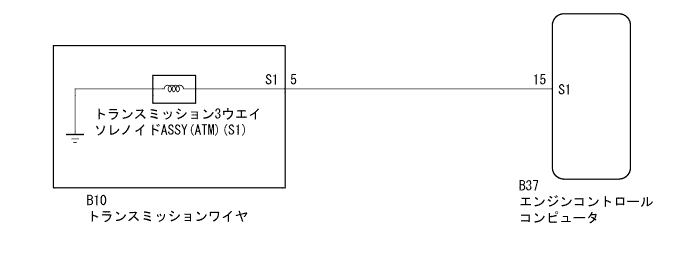 S1 5
15 S1
トランスミッション3ウエイ
ソレノイドASSY(ATM)(S1)
B10
トランスミッションワイヤ
B37
エンジンコントロール
コンピュータ